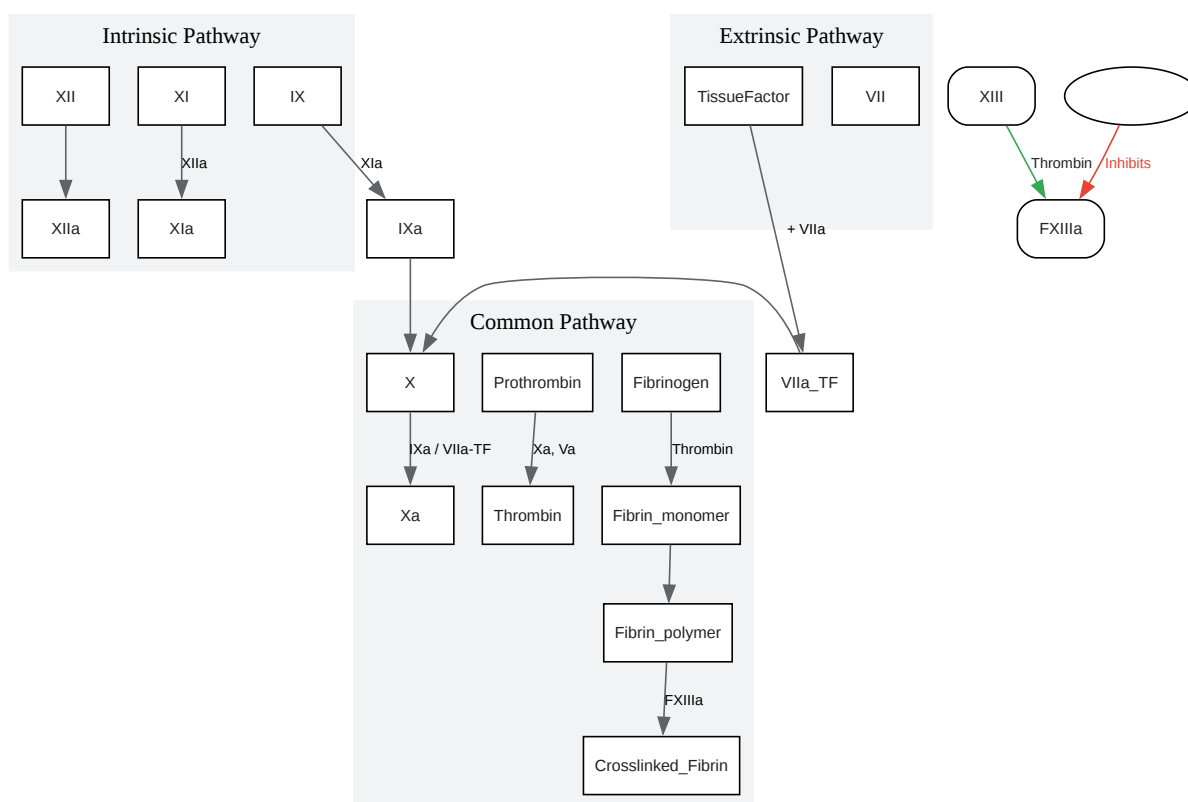 Intrinsic Pathway
Extrinsic Pathway
XII
XI
IX
TissueFactor
VII
XIII
XIIa
XIa
Thrombin
Inhibits
XIIa
XIa
IXa
+ VIIa
FXIIIa
Common Pathway
X
Prothrombin
Fibrinogen
VIIa_TF
IXa / VIIa-TF
Xa, Va
Thrombin
Xa
Thrombin
Fibrin_monomer
Fibrin_polymer
FXIIIa
Crosslinked_Fibrin